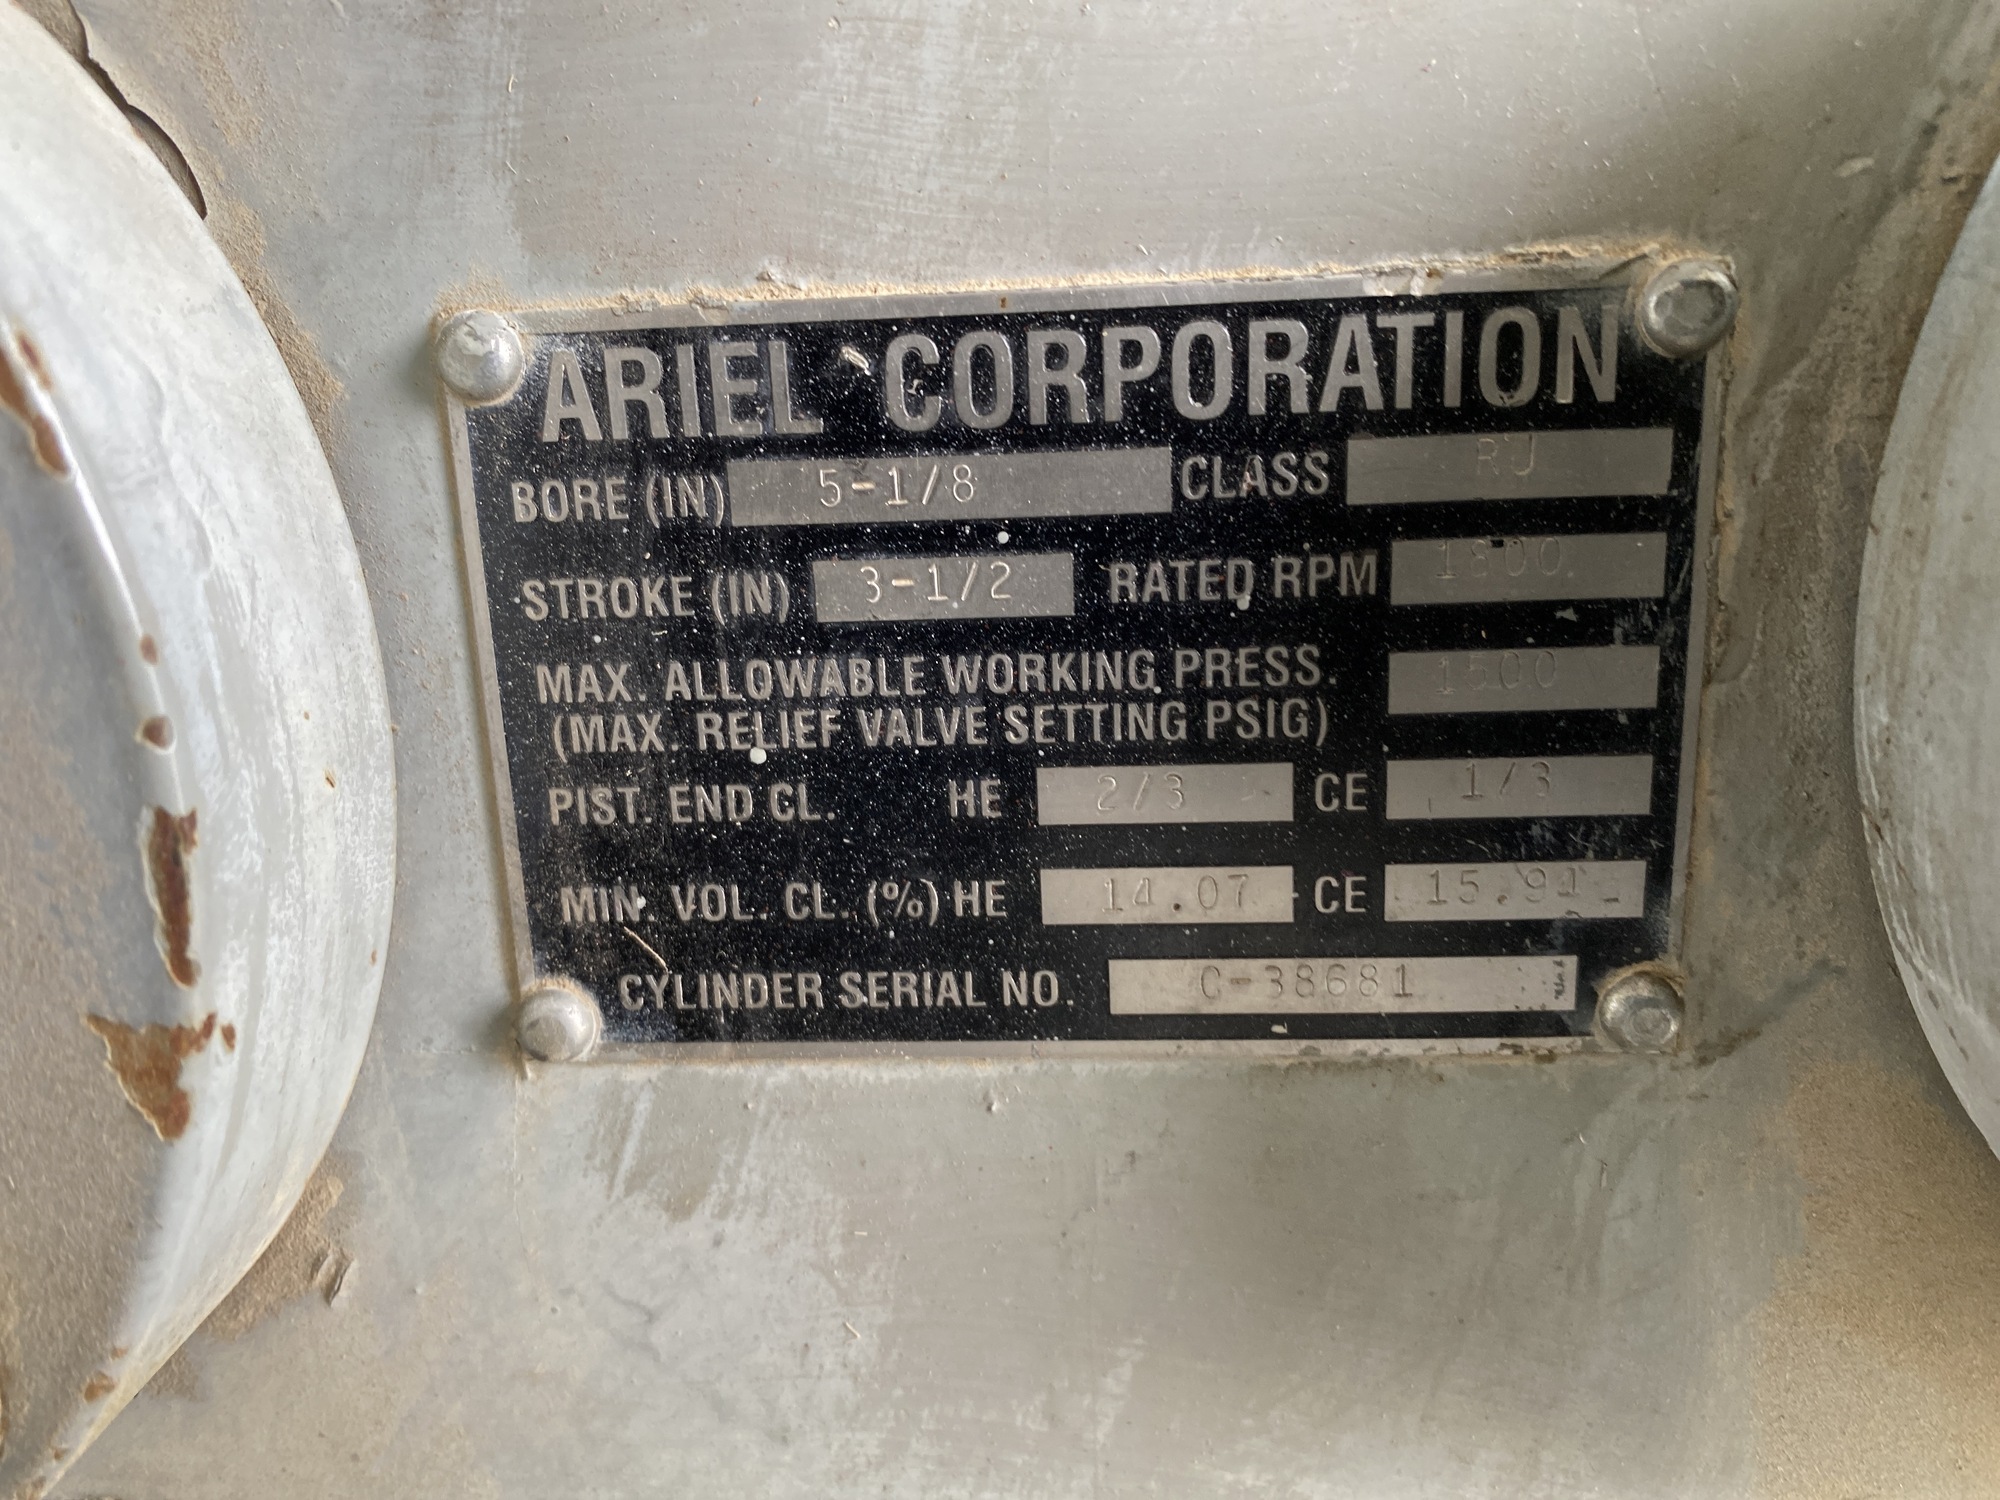 ARIEL CORPORATION
BORE (IN) 5-1/8 CLASS RJ
STROKE (IN) 3-1/2 RATED RPM 1800
MAX. ALLOWABLE WORKING PRESS. 1500
(MAX. RELIEF VALVE SETTING PSIG)
PIST. END CL. HE 2/3 CE 1/3
MIN. VOL. CL. (%) HE 14.07 CE 15.91
CYLINDER SERIAL NO. C-38681